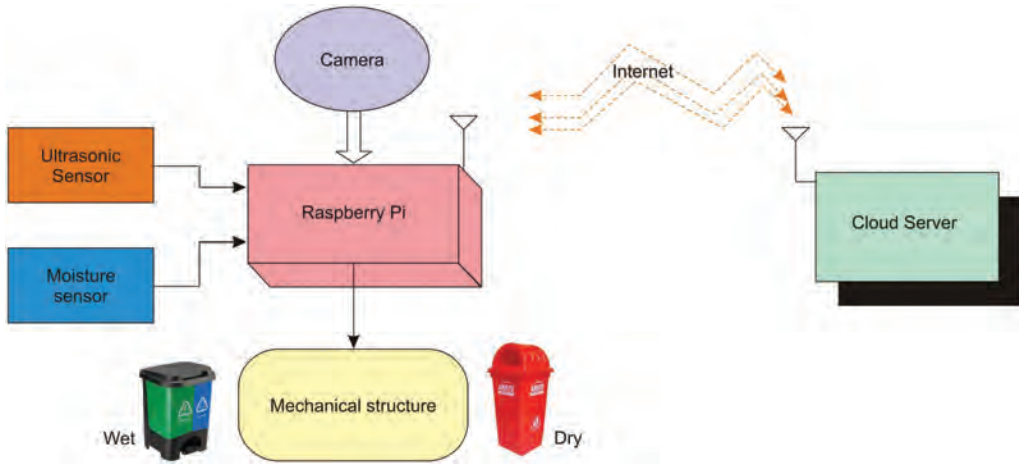 Camera
Internet
Ultrasonic
Sensor
Raspberry Pi
Cloud Server
Moisture
sensor
Mechanical structure
Wet
Dry